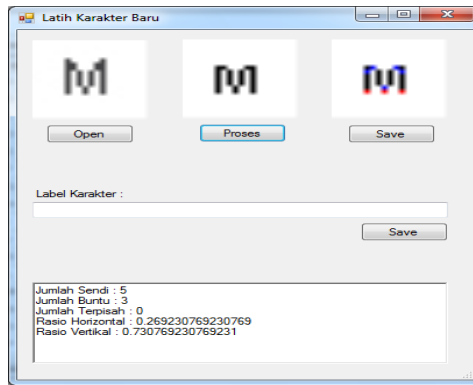 Latih Karakter Baru
M M M
Open Proses Save
Label Karakter :
Save
Jumlah Sendi : 5
Jumlah Buntu : 3
Jumlah Terpisah : 0
Rasio Horizontal : 0.269230769230769
Rasio Vertikal : 0.730769230769231